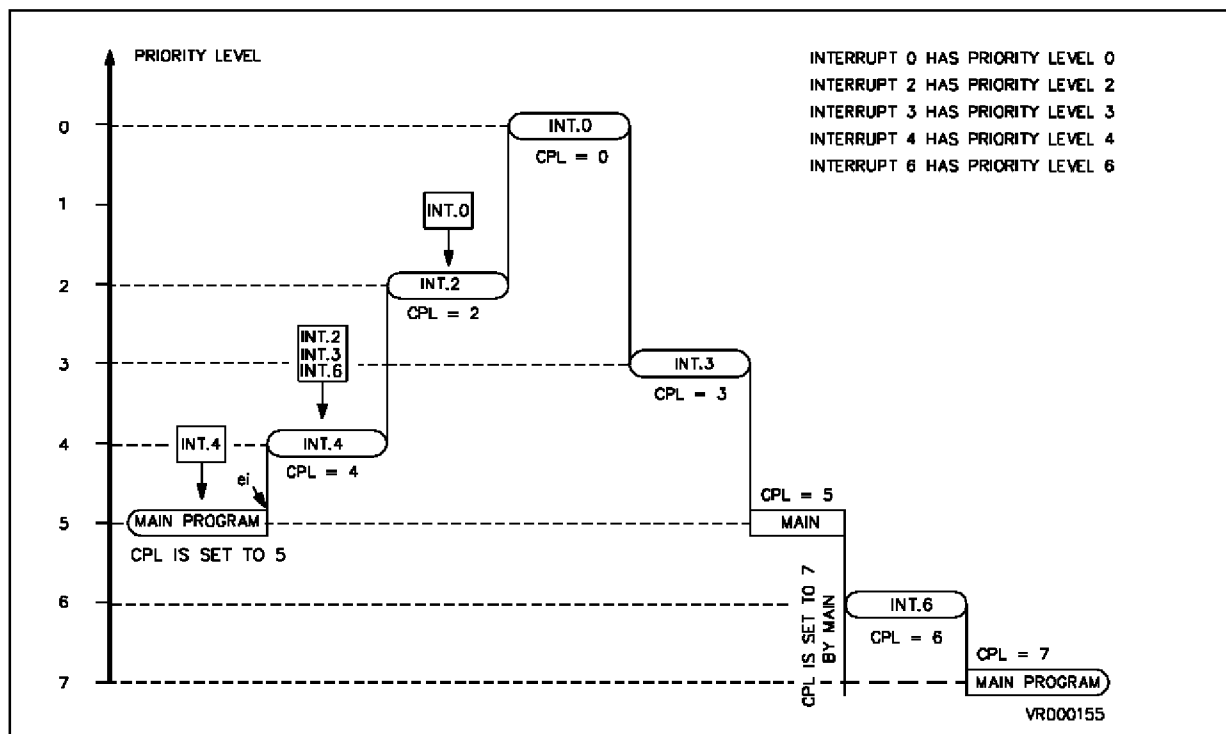 PRIORITY LEVEL
INTERRUPT 0 HAS PRIORITY LEVEL 0
INTERRUPT 2 HAS PRIORITY LEVEL 2
INTERRUPT 3 HAS PRIORITY LEVEL 3
INTERRUPT 4 HAS PRIORITY LEVEL 4
INTERRUPT 6 HAS PRIORITY LEVEL 6
0
INT.0
CPL = 0
1
INT.0
2
INT.2
CPL = 2
INT.2
INT.3
INT.6
3
INT.3
CPL = 3
4
INT.4
INT.4
CPL = 4
ei
CPL = 5
5
MAIN PROGRAM
MAIN
CPL IS SET TO 5
CPL IS SET TO 7
BY MAIN
6
INT.6
CPL = 6
CPL = 7
7
MAIN PROGRAM
VR000155